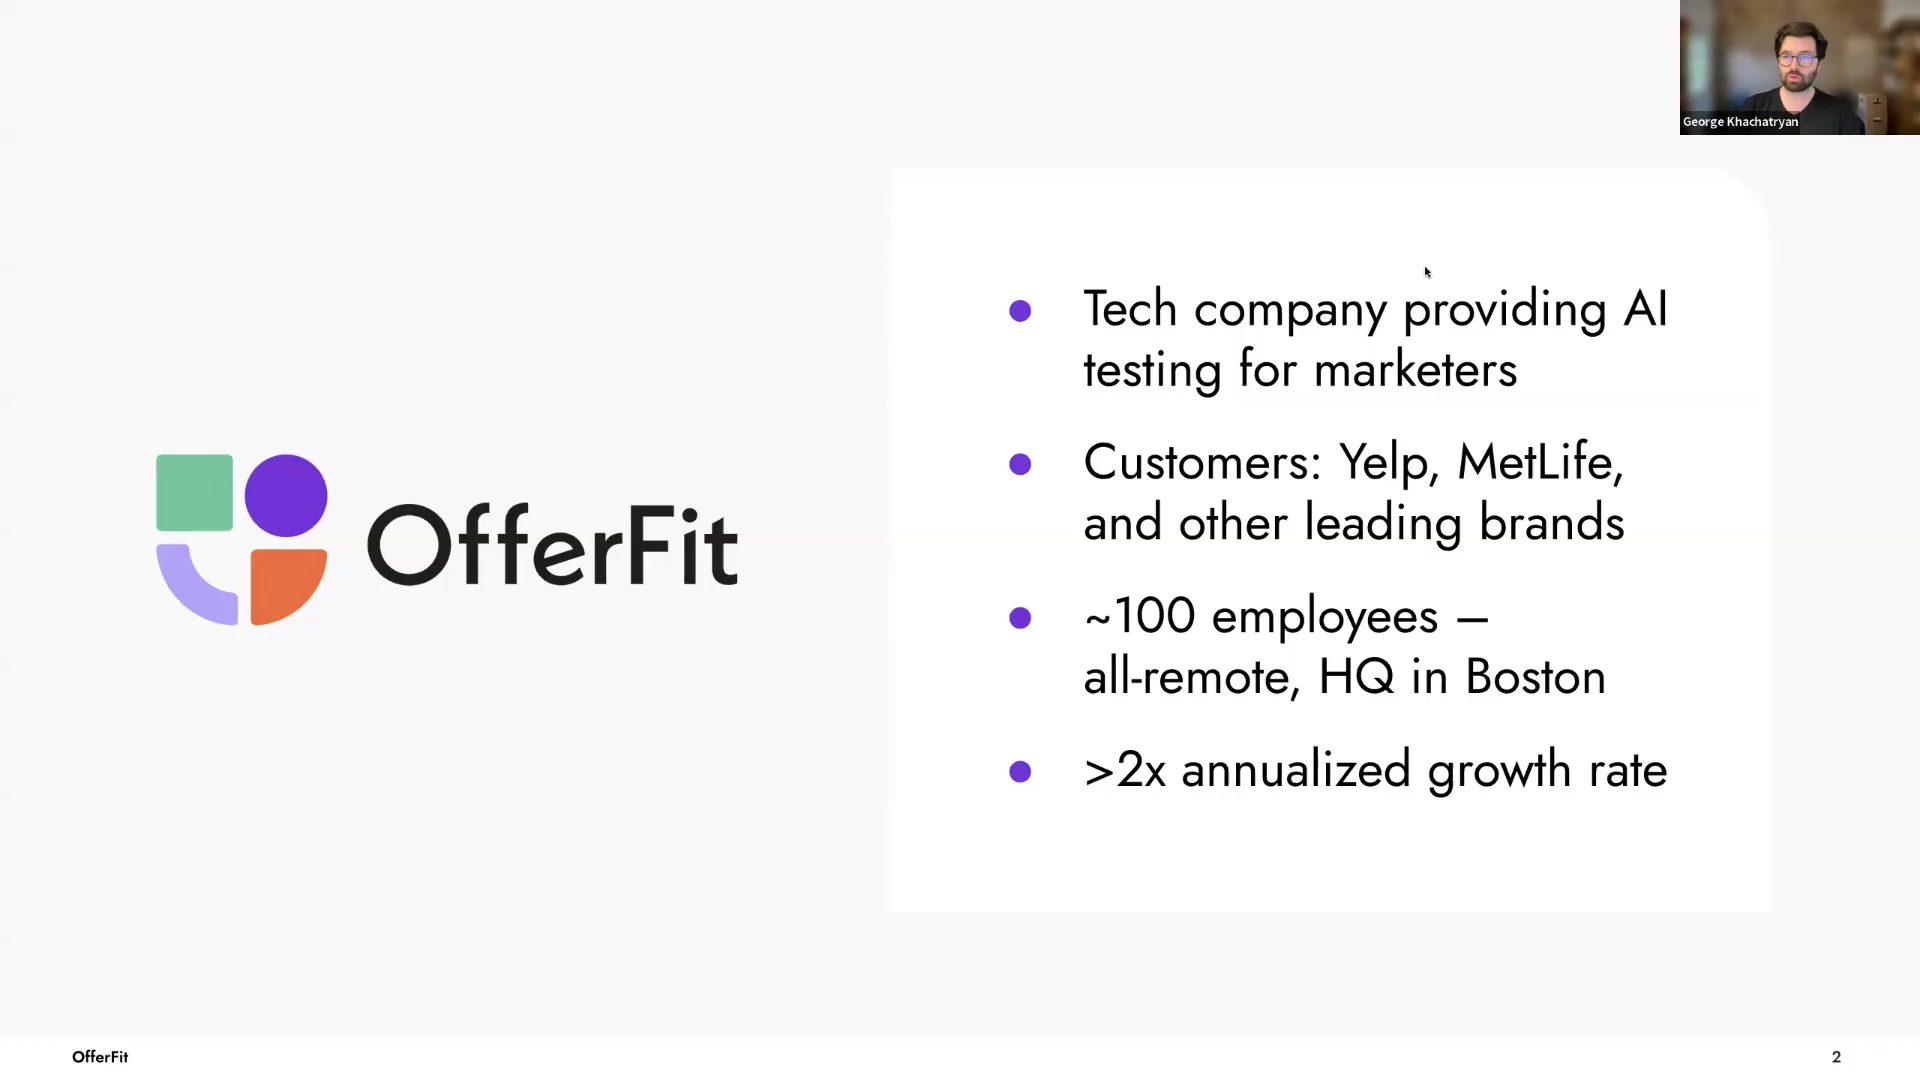 George Khachatryan
Tech company providing AI
testing for marketers
Customers: Yelp, MetLife,
and other leading brands
~100 employees –
all-remote, HQ in Boston
>2x annualized growth rate
OfferFit
OfferFit
2